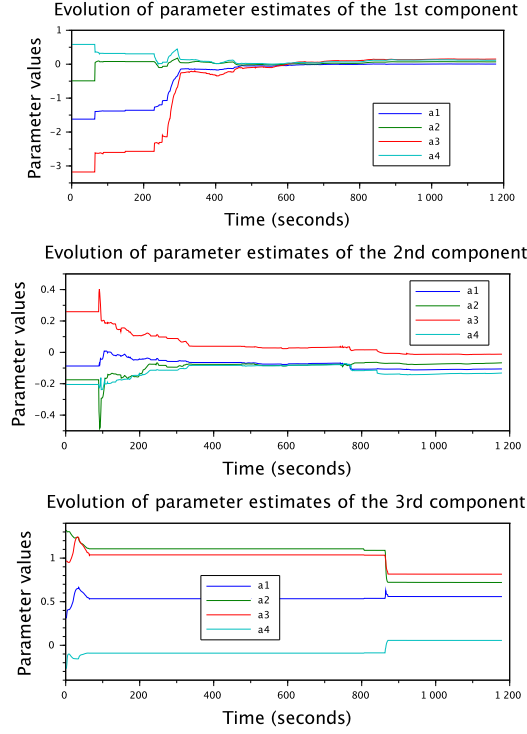 Evolution of parameter estimates of the 1st component
Parameter values
1
0
−1
−2
−3
a1
a2
a3
a4
0 200 400 600 800 1 000 1 200
Time (seconds)
Evolution of parameter estimates of the 2nd component
Parameter values
0.4
0.2
0
−0.2
−0.4
a1
a2
a3
a4
0 200 400 600 800 1 000 1 200
Time (seconds)
Evolution of parameter estimates of the 3rd component
Parameter values
1
0.5
0
a1
a2
a3
a4
0 200 400 600 800 1 000 1 200
Time (seconds)